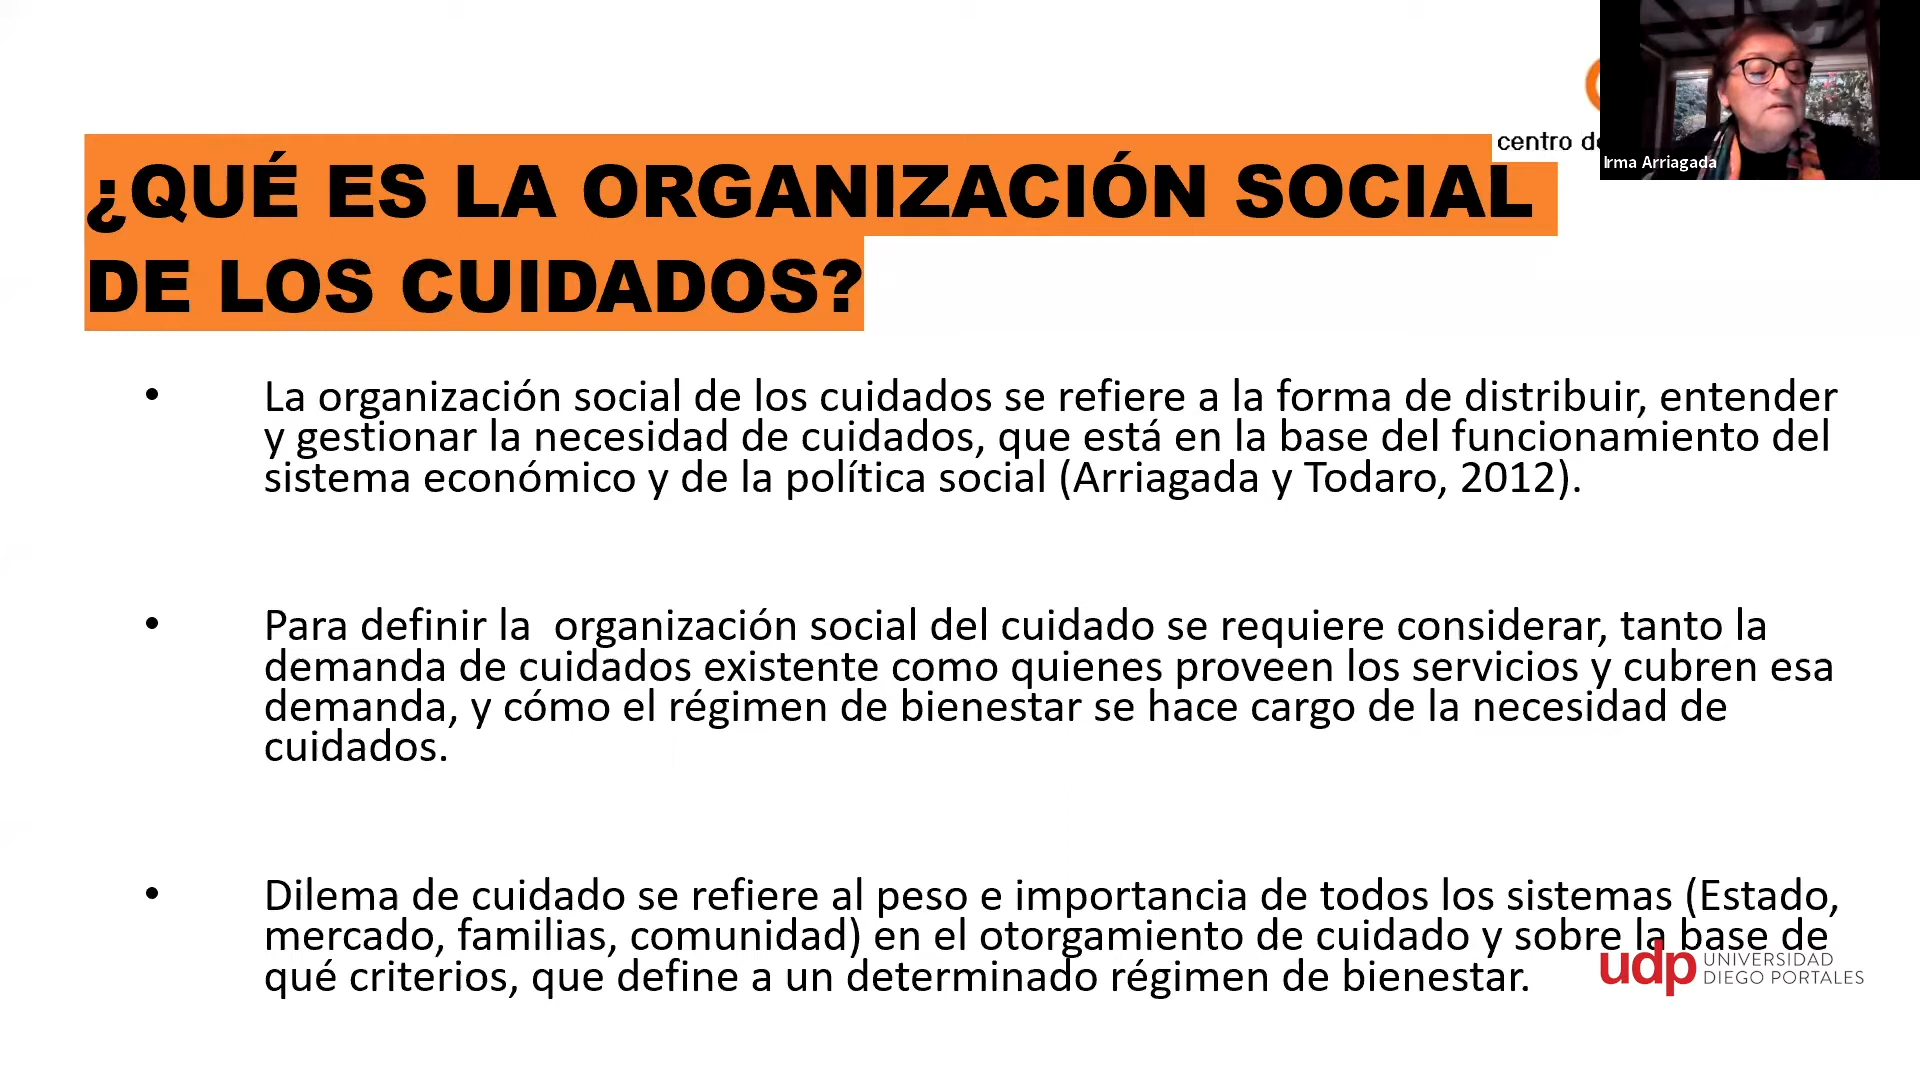 centro de
Irma Arriagada
¿QUÉ ES LA ORGANIZACIÓN SOCIAL
DE LOS CUIDADOS?
• La organización social de los cuidados se refiere a la forma de distribuir, entender
y gestionar la necesidad de cuidados, que está en la base del funcionamiento del
sistema económico y de la política social (Arriagada y Todaro, 2012).
• Para definir la  organización social del cuidado se requiere considerar, tanto la
demanda de cuidados existente como quienes proveen los servicios y cubren esa
demanda, y cómo el régimen de bienestar se hace cargo de la necesidad de
cuidados.
• Dilema de cuidado se refiere al peso e importancia de todos los sistemas (Estado,
mercado, familias, comunidad) en el otorgamiento de cuidado y sobre la base de
qué criterios, que define a un determinado régimen de bienestar.
udp UNIVERSIDAD
DIEGO PORTALES